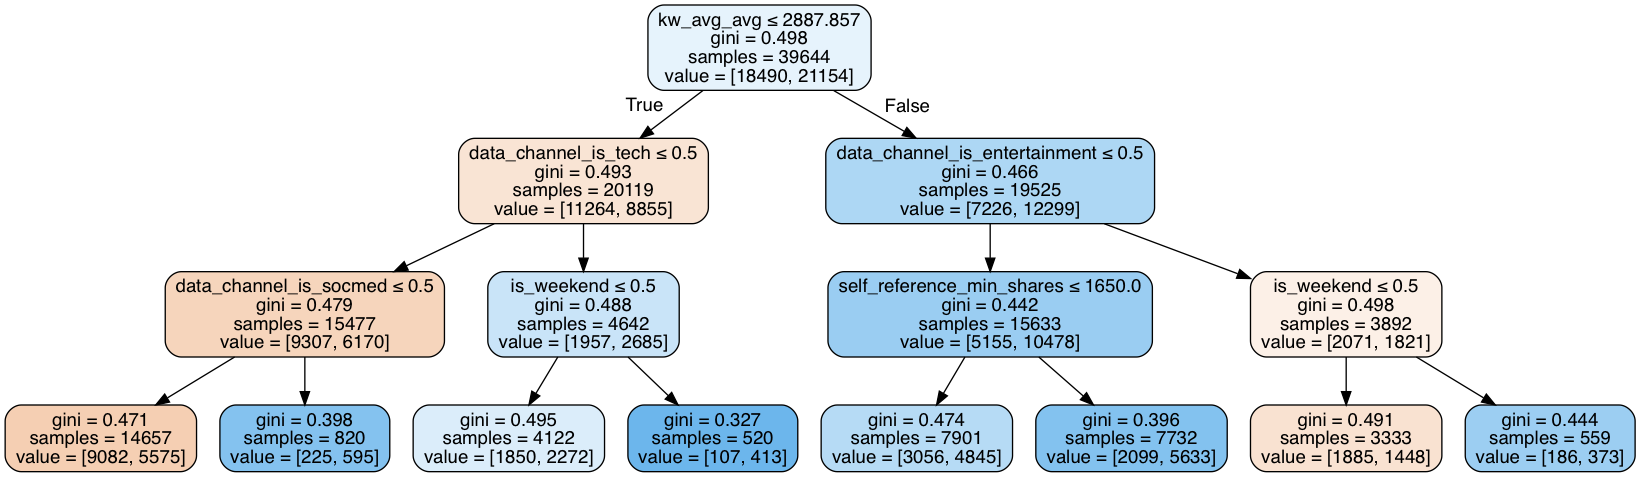 kw_avg_avg ≤ 2887.857
gini = 0.498
samples = 39644
value = [18490, 21154]
True
False
data_channel_is_tech ≤ 0.5
gini = 0.493
samples = 20119
value = [11264, 8855]
data_channel_is_entertainment ≤ 0.5
gini = 0.466
samples = 19525
value = [7226, 12299]
data_channel_is_socmed ≤ 0.5
gini = 0.479
samples = 15477
value = [9307, 6170]
is_weekend ≤ 0.5
gini = 0.488
samples = 4642
value = [1957, 2685]
self_reference_min_shares ≤ 1650.0
gini = 0.442
samples = 15633
value = [5155, 10478]
is_weekend ≤ 0.5
gini = 0.498
samples = 3892
value = [2071, 1821]
gini = 0.471
samples = 14657
value = [9082, 5575]
gini = 0.398
samples = 820
value = [225, 595]
gini = 0.495
samples = 4122
value = [1850, 2272]
gini = 0.327
samples = 520
value = [107, 413]
gini = 0.474
samples = 7901
value = [3056, 4845]
gini = 0.396
samples = 7732
value = [2099, 5633]
gini = 0.491
samples = 3333
value = [1885, 1448]
gini = 0.444
samples = 559
value = [186, 373]